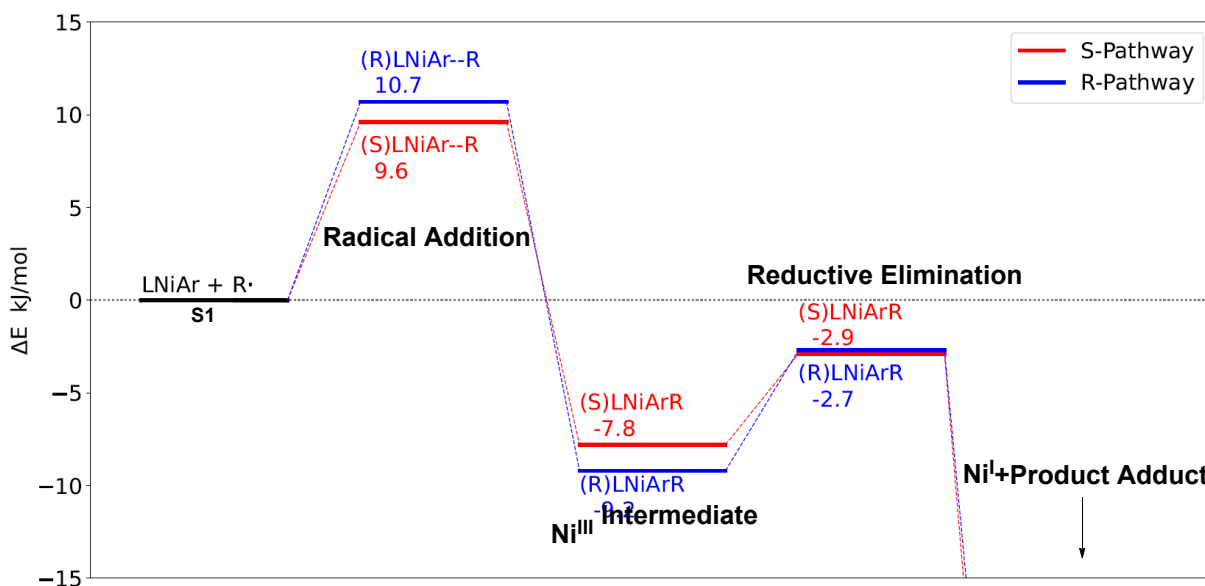 15
10
5
0
−5
−10
−15
ΔE kJ/mol
S-Pathway
R-Pathway
(R)LNiAr--R
10.7
(S)LNiAr--R
9.6
Radical Addition
LNiAr + R·
S1
Reductive Elimination
(S)LNiArR
-2.9
(R)LNiArR
-2.7
(S)LNiArR
-7.8
(R)LNiArR
-9.2
Ni^III Intermediate
Ni^I+Product Adduct